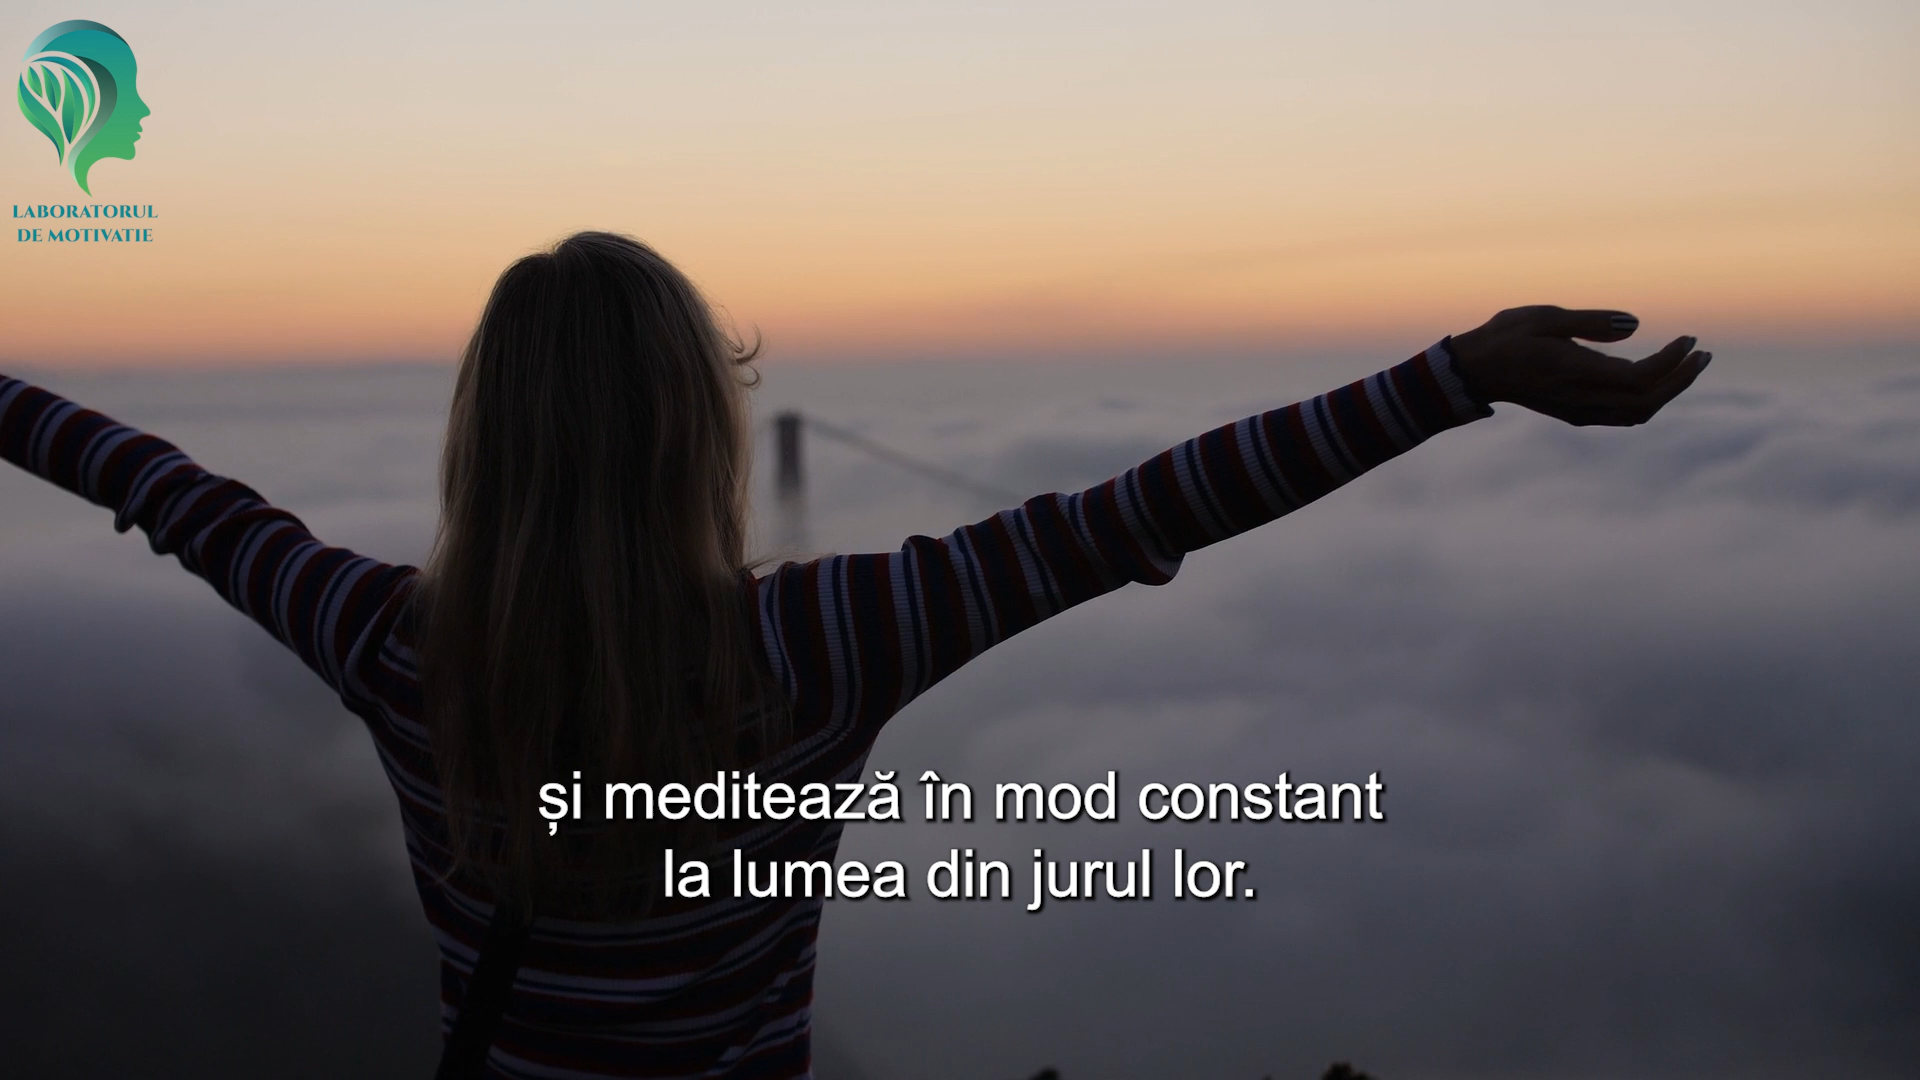 LABORATORUL
DE MOTIVATIE
și meditează în mod constant
la lumea din jurul lor.